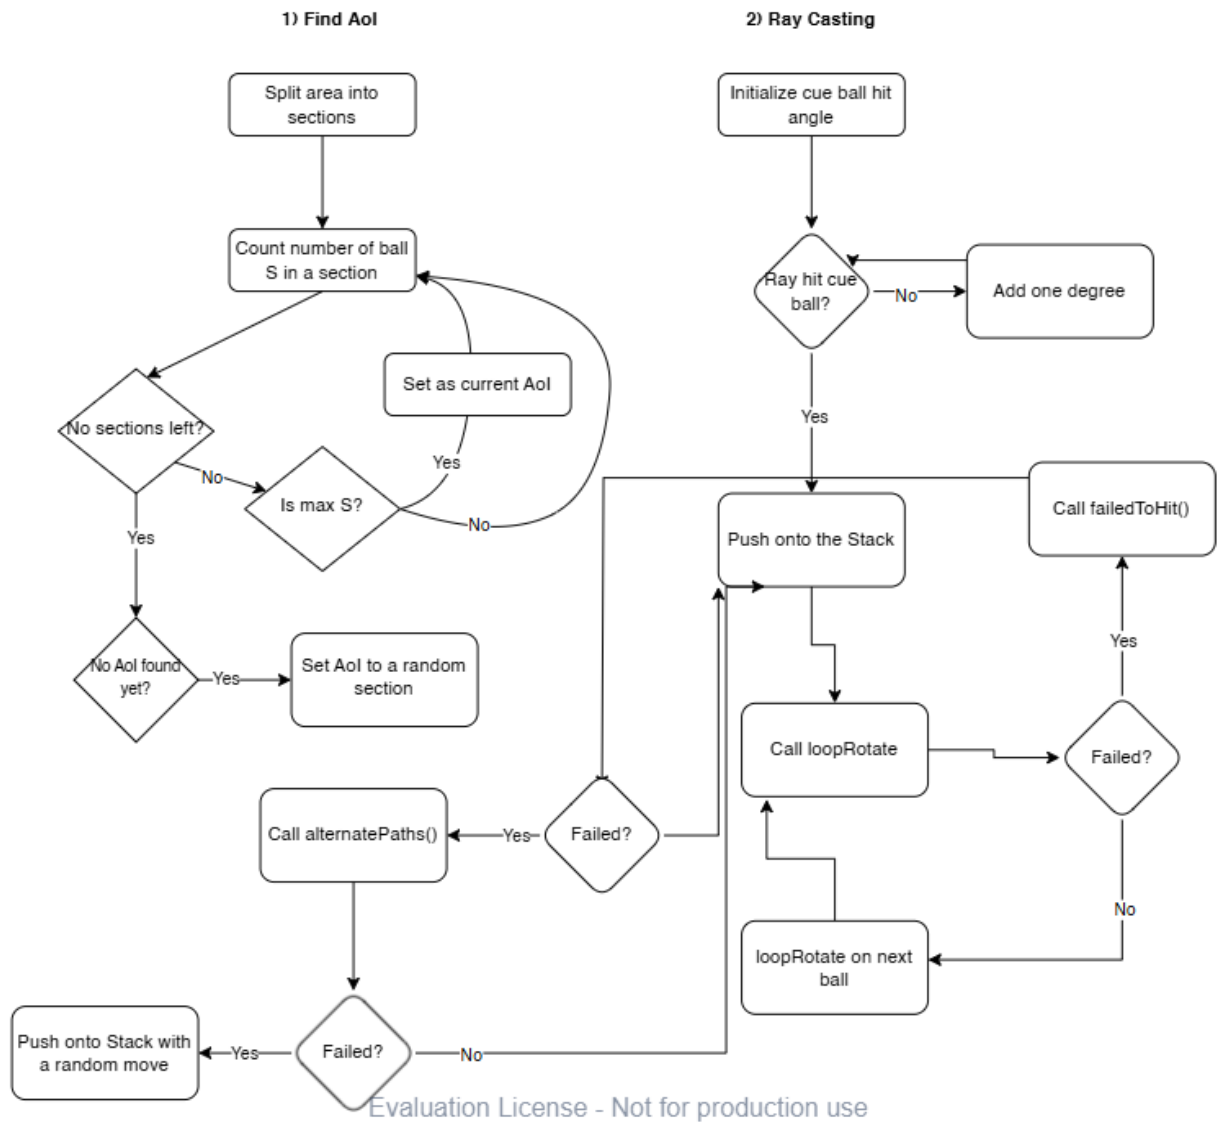 1) Find AoI
Split area into
sections
Count number of ball
S in a section
Set as current AoI
No sections left?
No
Yes
Is max S?
No
Yes
No AoI found
yet?
Yes
Set AoI to a random
section
2) Ray Casting
Initialize cue ball hit
angle
Ray hit cue
ball?
No
Add one degree
Yes
Push onto the Stack
Call failedToHit()
Yes
Call loopRotate
Failed?
No
loopRotate on next
ball
Failed?
Yes
Call alternatePaths()
Failed?
No
Yes
Push onto Stack with
a random move
Evaluation License - Not for production use